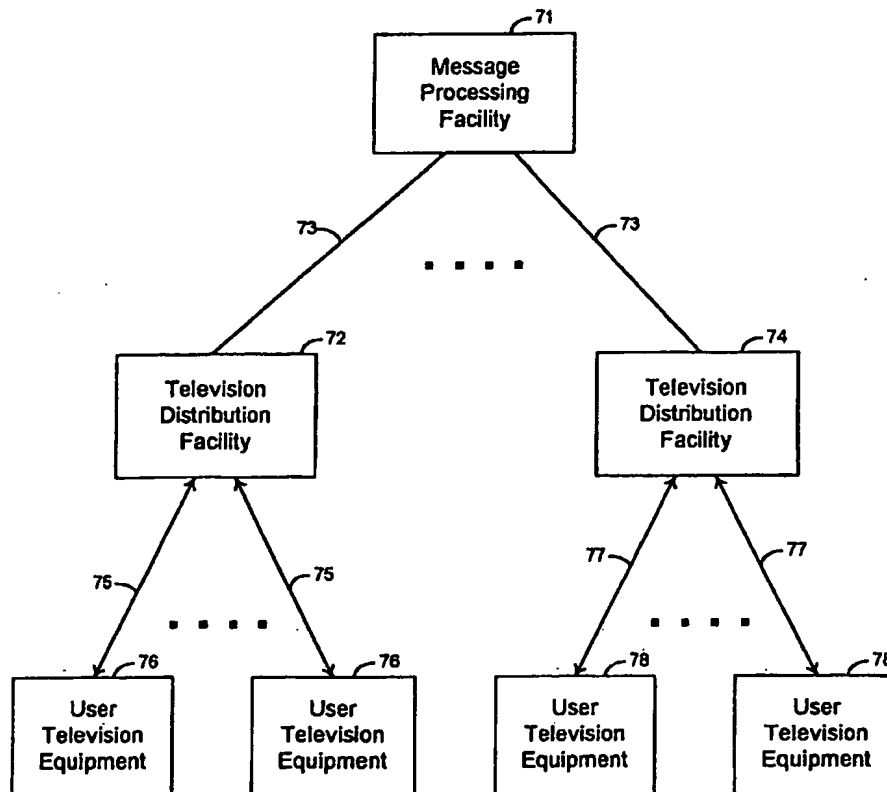 71
Message
Processing
Facility
73
73
72
74
Television
Distribution
Facility
Television
Distribution
Facility
75
75
77
77
76
76
78
78
User
Television
Equipment
User
Television
Equipment
User
Television
Equipment
User
Television
Equipment